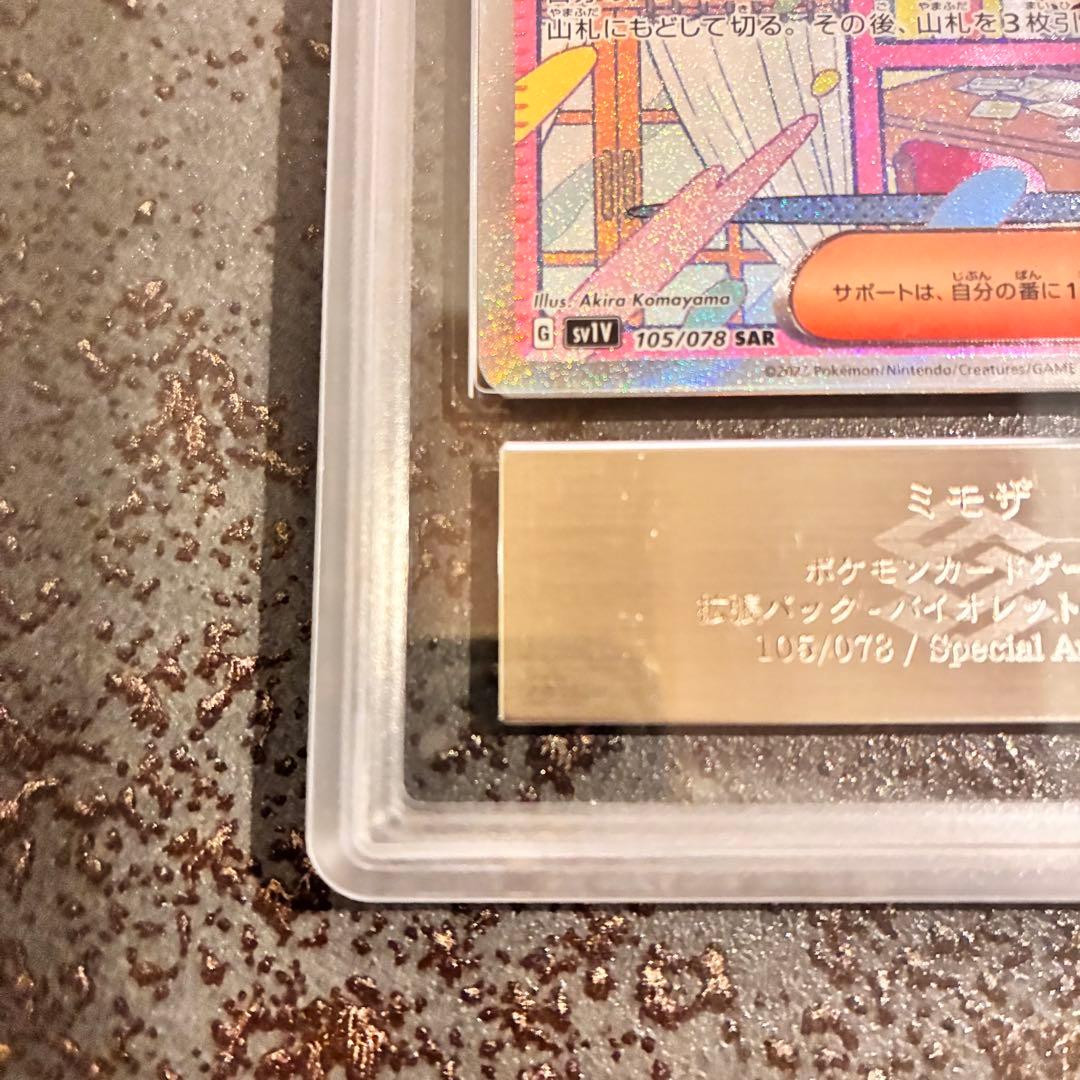 山札にもどして切る。その後、山札を3枚引
サポートは、自分の番に1
Illus. Akira Komayama
G SV1V 105/078 SAR
Pokémon/Nintendo/Creatures/GAME
ミモザ
ポケモンカードゲー
拡張パック - バイオレット
105/078 / Special